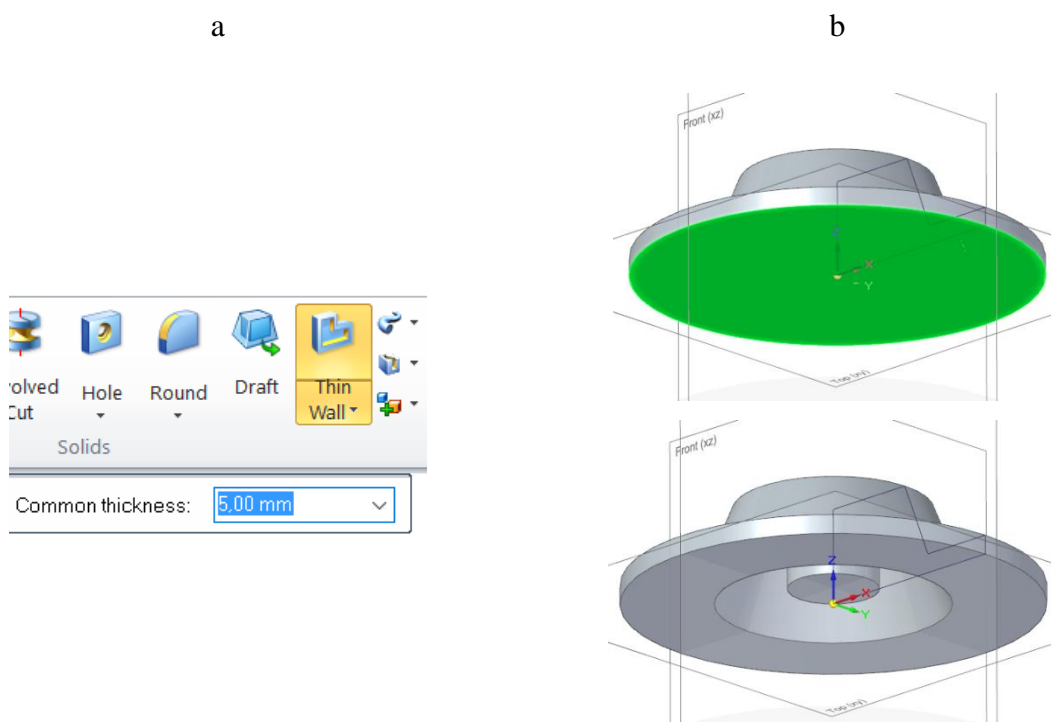 a
b
Front (xz)
Z
X
Y
Top (xy)
olved
Cut
Hole
Round
Draft
Thin
Wall
Solids
Common thickness: 5,00 mm
Front (xz)
Z
X
Y
Top (xy)